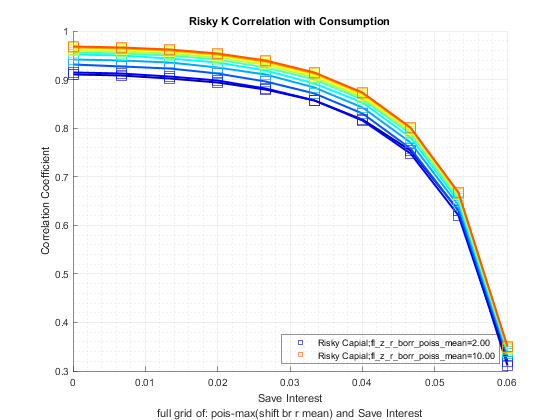 Risky K Correlation with Consumption
1
0.9
0.8
0.7
0.6
0.5
0.4
0.3
Correlation Coefficient
Risky Capial;fl_z_r_borr_poiss_mean=2.00
Risky Capial;fl_z_r_borr_poiss_mean=10.00
0 0.01 0.02 0.03 0.04 0.05 0.06
Save Interest
full grid of: pois-max(shift br r mean) and Save Interest